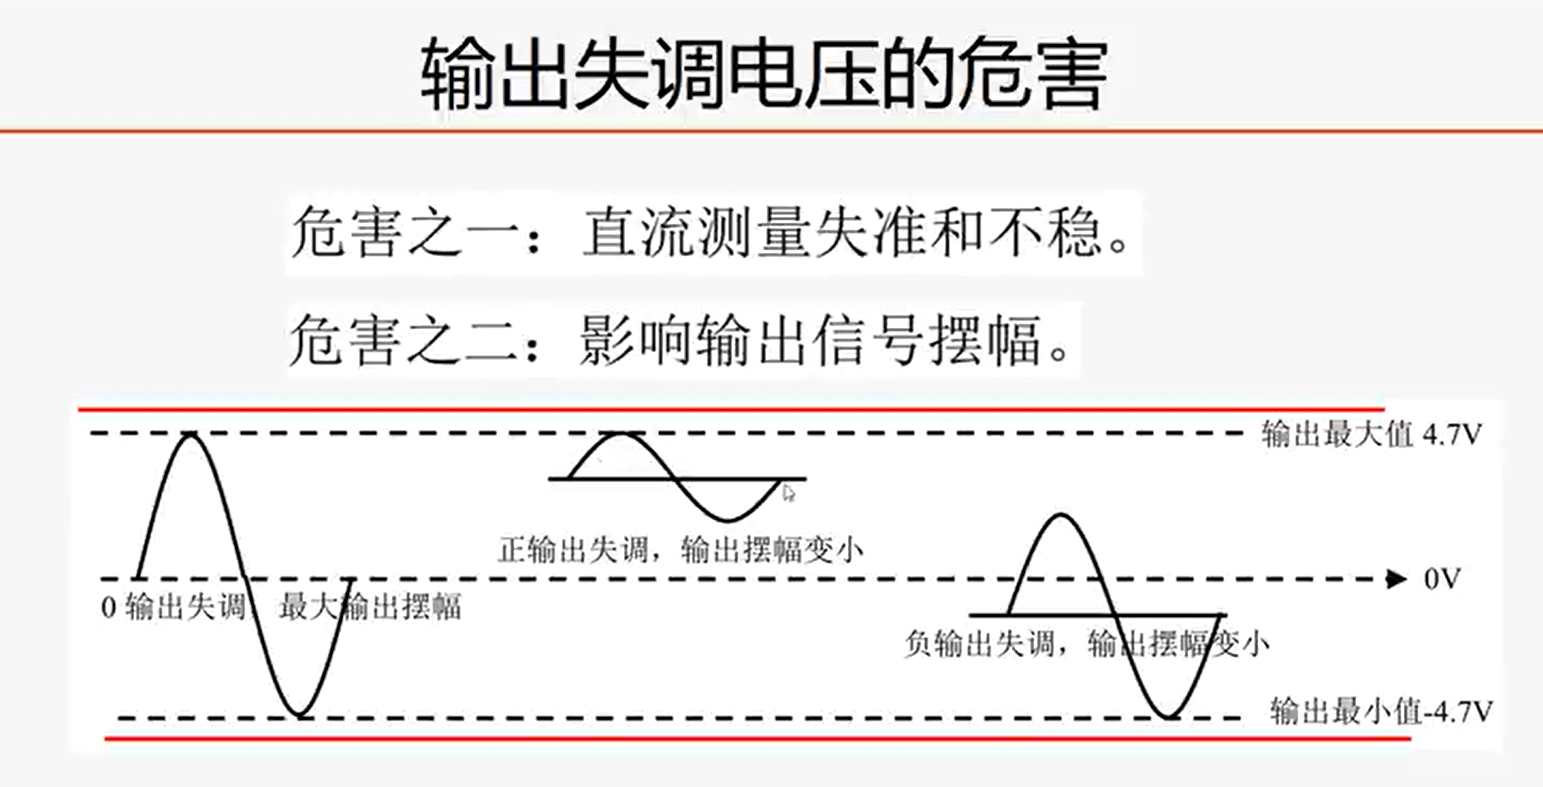 输出失调电压的危害
危害之一：直流测量失准和不稳。
危害之二：影响输出信号摆幅。
输出最大值 4.7V
正输出失调，输出摆幅变小
0V
0 输出失调，最大输出摆幅
负输出失调，输出摆幅变小
输出最小值-4.7V